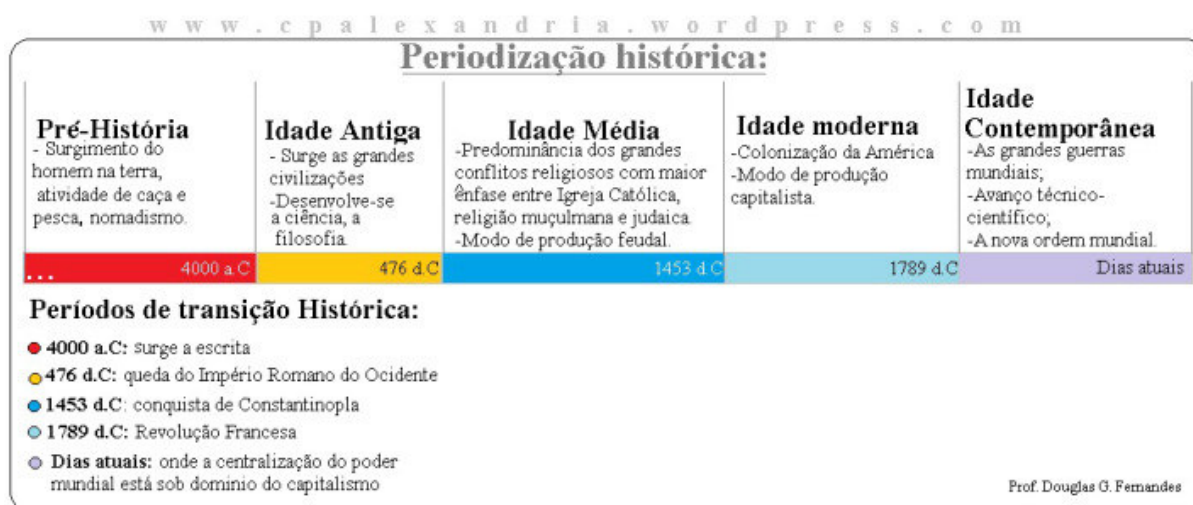 www.cpalexandria.wordpress.com
Periodização histórica:
Pré-História
- Surgimento do
homem na terra,
atividade de caça e
pesca, nomadismo.
Idade Antiga
- Surge as grandes
civilizações
-Desenvolve-se
a ciência, a
filosofia.
Idade Média
-Predominância dos grandes
conflitos religiosos com maior
ênfase entre Igreja Católica,
religião muçulmana e judaica.
-Modo de produção feudal.
Idade moderna
-Colonização da América
-Modo de produção
capitalista.
Idade
Contemporânea
-As grandes guerras
mundiais;
-Avanço técnico-
científico;
-A nova ordem mundial.
... 4000 a.C 476 d.C 1453 d.C 1789 d.C Dias atuais
Períodos de transição Histórica:
4000 a.C: surge a escrita
476 d.C: queda do Império Romano do Ocidente
1453 d.C: conquista de Constantinopla
1789 d.C: Revolução Francesa
Dias atuais: onde a centralização do poder
mundial está sob dominio do capitalismo
Prof. Douglas G. Fernandes